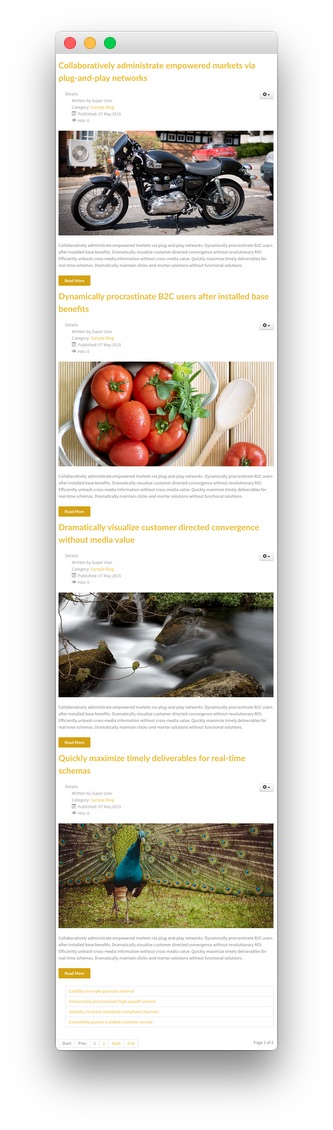 Collaboratively administrate empowered markets via
plug-and-play networks
Details
Written by Super User
Category: Sample Blog
Published: 07 May 2015
Hits: 0
Collaboratively administrate empowered markets via plug-and-play networks. Dynamically procrastinate B2C users
after installed base benefits. Dramatically visualize customer directed convergence without revolutionary ROI.
Efficiently unleash cross-media information without cross-media value. Quickly maximize timely deliverables for
real-time schemas. Dramatically maintain clicks-and-mortar solutions without functional solutions.
Read More
Dynamically procrastinate B2C users after installed base
benefits
Details
Written by Super User
Category: Sample Blog
Published: 07 May 2015
Hits: 0
Collaboratively administrate empowered markets via plug-and-play networks. Dynamically procrastinate B2C users
after installed base benefits. Dramatically visualize customer directed convergence without revolutionary ROI.
Efficiently unleash cross-media information without cross-media value. Quickly maximize timely deliverables for
real-time schemas. Dramatically maintain clicks-and-mortar solutions without functional solutions.
Read More
Dramatically visualize customer directed convergence
without media value
Details
Written by Super User
Category: Sample Blog
Published: 07 May 2015
Hits: 0
Collaboratively administrate empowered markets via plug-and-play networks. Dynamically procrastinate B2C users
after installed base benefits. Dramatically visualize customer directed convergence without revolutionary ROI.
Efficiently unleash cross-media information without cross-media value. Quickly maximize timely deliverables for
real-time schemas. Dramatically maintain clicks-and-mortar solutions without functional solutions.
Read More
Quickly maximize timely deliverables for real-time
schemas
Details
Written by Super User
Category: Sample Blog
Published: 07 May 2015
Hits: 0
Collaboratively administrate empowered markets via plug-and-play networks. Dynamically procrastinate B2C users
after installed base benefits. Dramatically visualize customer directed convergence without revolutionary ROI.
Efficiently unleash cross-media information without cross-media value. Quickly maximize timely deliverables for
real-time schemas. Dramatically maintain clicks-and-mortar solutions without functional solutions.
Read More
Credibly innovate granular internal
Interactively procrastinate high-payoff content
Globally incubate standards compliant channels
Completely pursue scalable customer service
Start Prev 1 2 Next End
Page 1 of 2